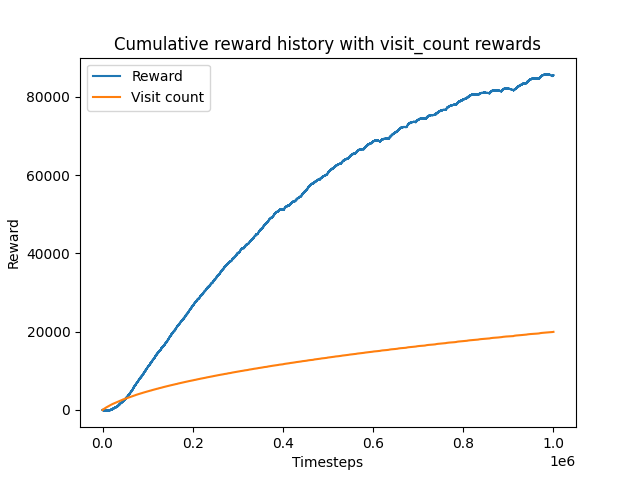 Cumulative reward history with visit_count rewards
Reward
Visit count
80000
60000
40000
20000
0
Reward
0.0 0.2 0.4 0.6 0.8 1.0
1e6
Timesteps